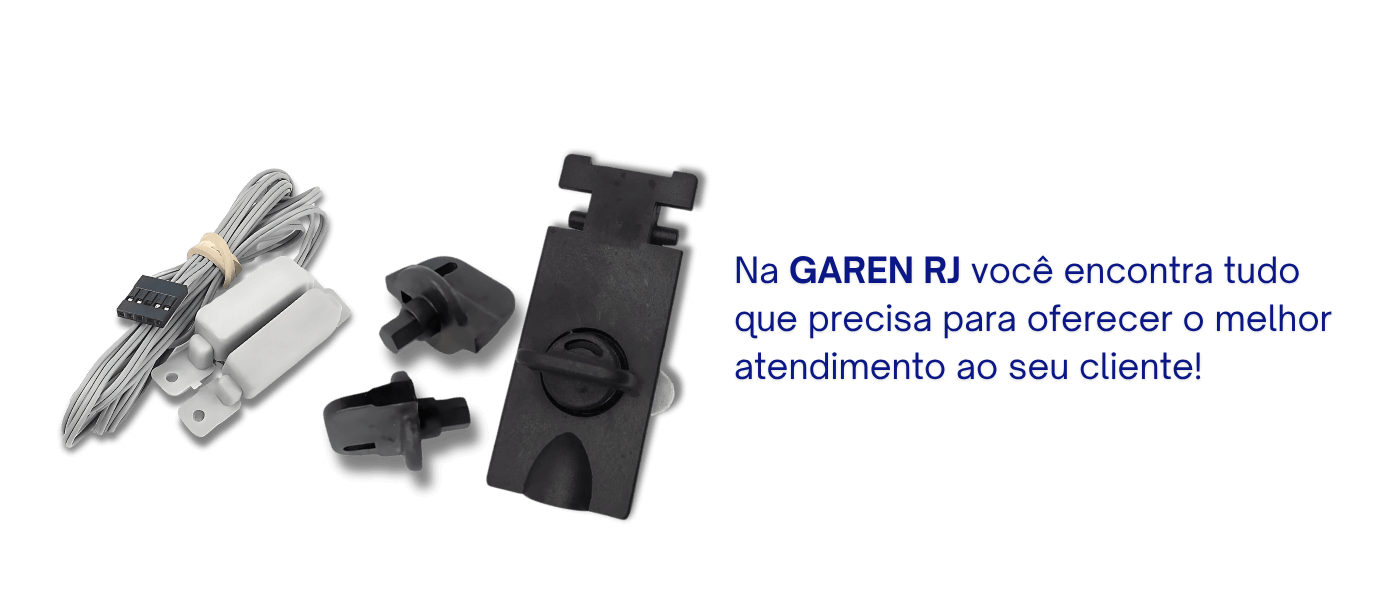 Na GAREN RJ você encontra tudo
que precisa para oferecer o melhor
atendimento ao seu cliente!